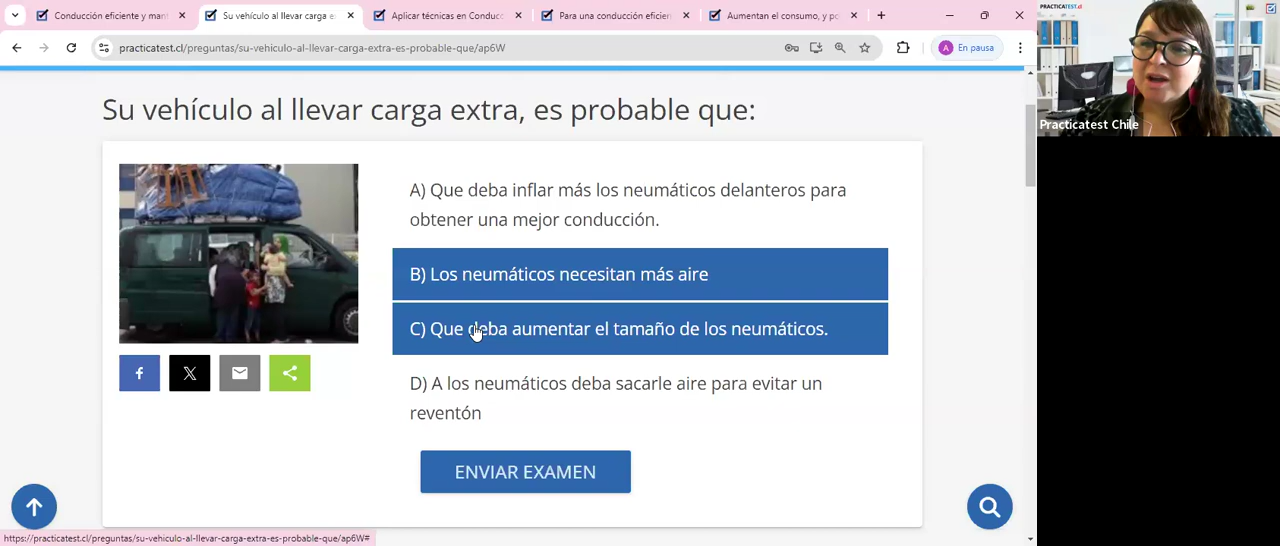 Conducción eficiente y mant
Su vehículo al llevar carga e
Aplicar técnicas en Conducc
Para una conducción eficien
Aumentan el consumo, y po
practicatest.cl/preguntas/su-vehiculo-al-llevar-carga-extra-es-probable-que/ap6W
A
En pausa
PRACTICATEST.cl
Practicatest Chile
Su vehículo al llevar carga extra, es probable que:
A) Que deba inflar más los neumáticos delanteros para
obtener una mejor conducción.
B) Los neumáticos necesitan más aire
C) Que deba aumentar el tamaño de los neumáticos.
D) A los neumáticos deba sacarle aire para evitar un
reventón
ENVIAR EXAMEN
https://practicatest.cl/preguntas/su-vehiculo-al-llevar-carga-extra-es-probable-que/ap6W#